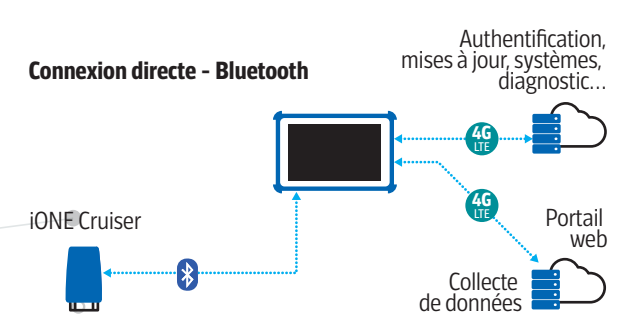 Authentification,
mises à jour, systèmes,
diagnostic...
Connexion directe - Bluetooth
4G
LTE
4G
LTE
iONE Cruiser
Portail
web
Collecte
de données